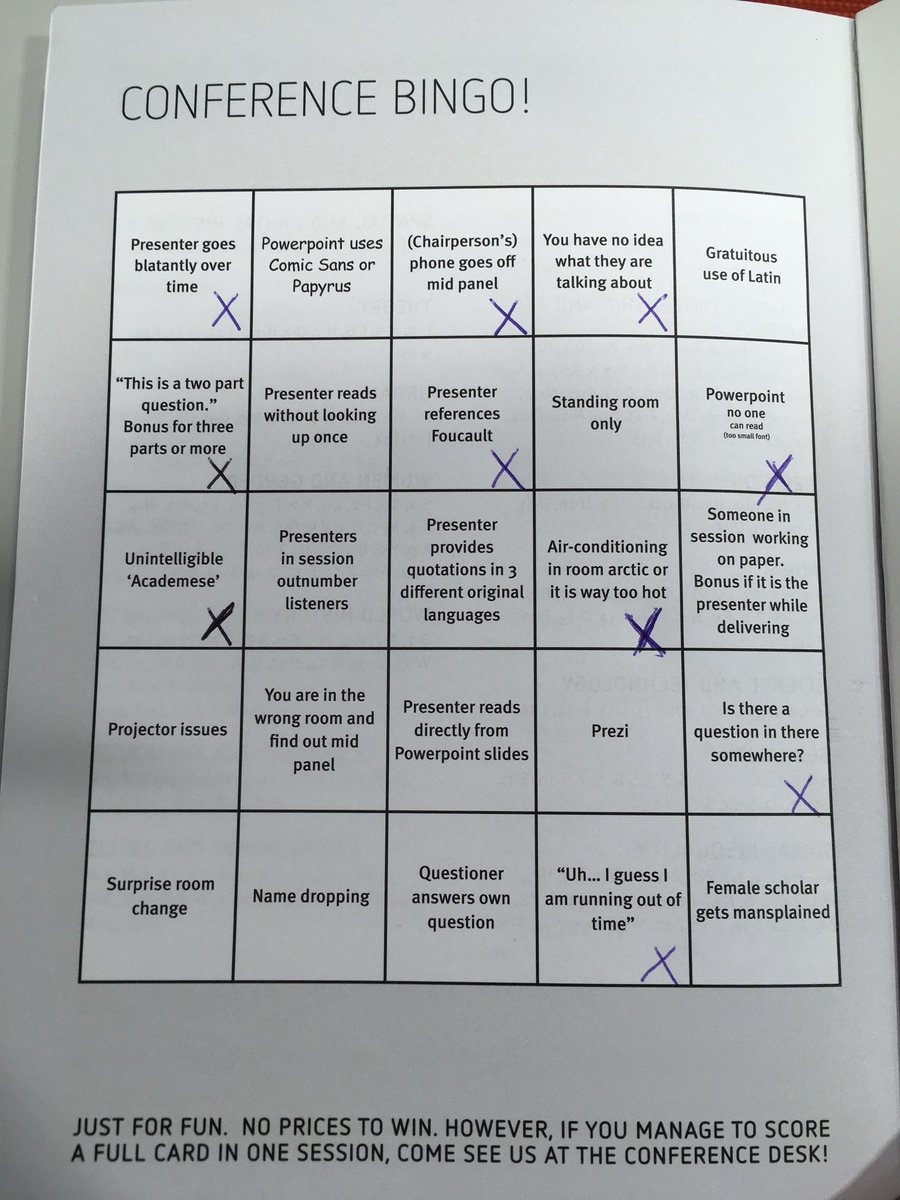 CONFERENCE BINGO!
Presenter goes
blatantly over
time
Powerpoint uses
Comic Sans or
Papyrus
(Chairperson's)
phone goes off
mid panel
You have no idea
what they are
talking about
Gratuitous
use of Latin
"This is a two part
question."
Bonus for three
parts or more
Presenter reads
without looking
up once
Presenter
references
Foucault
Standing room
only
Powerpoint
no one
can read
(too small font)
Unintelligible
'Academese'
Presenters
in session
outnumber
listeners
Presenter
provides
quotations in 3
different original
languages
Air-conditioning
in room arctic or
it is way too hot
Someone in
session working
on paper.
Bonus if it is the
presenter while
delivering
Projector issues
You are in the
wrong room and
find out mid
panel
Presenter reads
directly from
Powerpoint slides
Prezi
Is there a
question in there
somewhere?
Surprise room
change
Name dropping
Questioner
answers own
question
"Uh... I guess I
am running out of
time"
Female scholar
gets mansplained
JUST FOR FUN. NO PRICES TO WIN. HOWEVER, IF YOU MANAGE TO SCORE
A FULL CARD IN ONE SESSION, COME SEE US AT THE CONFERENCE DESK!